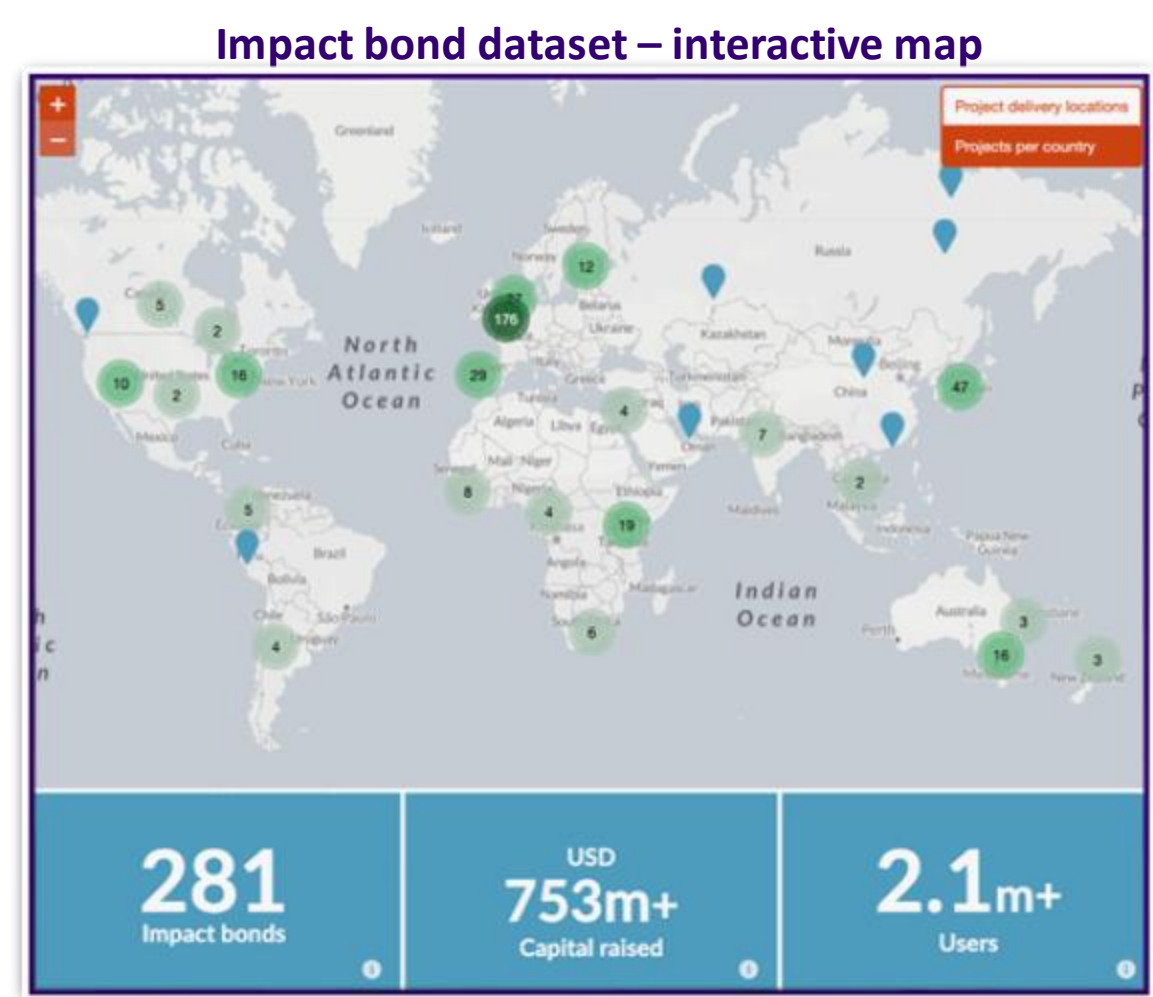 Impact bond dataset – interactive map
+
−
Project delivery locations
Projects per country
Greenland
Iceland
Sweden
Norway
Russia
12
5
2
176
Belarus
Ukraine
Kazakhstan
Mongolia
North
Atlantic
Ocean
Toronto
10
United States
2
16
New York
29
Italy
Greece
Turkmenistan
Beijing
China
47
Tunisia
4
Iraq
Mexico
Cuba
Algeria
Libya
Egypt
7
Bangladesh
Oman
Mali
Niger
Yemen
8
Nigeria
4
Ethiopia
19
2
Malaysia
Maldives
Indonesia
Papua New
Guinea
Venezuela
5
Brazil
Bolivia
Angola
Namibia
Madagascar
Indian
Ocean
Chile
São Paulo
Uruguay
4
6
Australia
Perth
3
16
3
New Zealand
281
Impact bonds
USD
753m+
Capital raised
2.1m+
Users